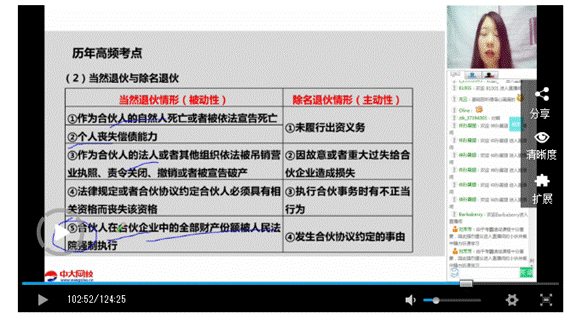 历年高频考点
（2）当然退伙与除名退伙
当然退伙情形（被动性）
除名退伙情形（主动性）
①作为合伙人的自然人死亡或者被依法宣告死亡
②个人丧失偿债能力
①未履行出资义务
③作为合伙人的法人或者其他组织依法被吊销营
业执照、责令关闭、撤销或者被宣告破产
②因故意或者重大过失给合
伙企业造成损失
④法律规定或者合伙协议约定合伙人必须具有相
关资格而丧失该资格
③执行合伙事务时有不正当
行为
⑤合伙人在合伙企业中的全部财产份额被人民法
院强制执行
④发生合伙协议约定的事由
中大网校
分享
清晰度
扩展
102:52/124:25